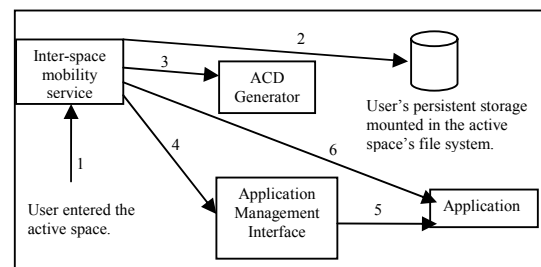 Inter-space
mobility
service
2
3
ACD
Generator
User's persistent storage
mounted in the active
space's file system.
1
4
6
User entered the
active space.
Application
Management
Interface
5
Application